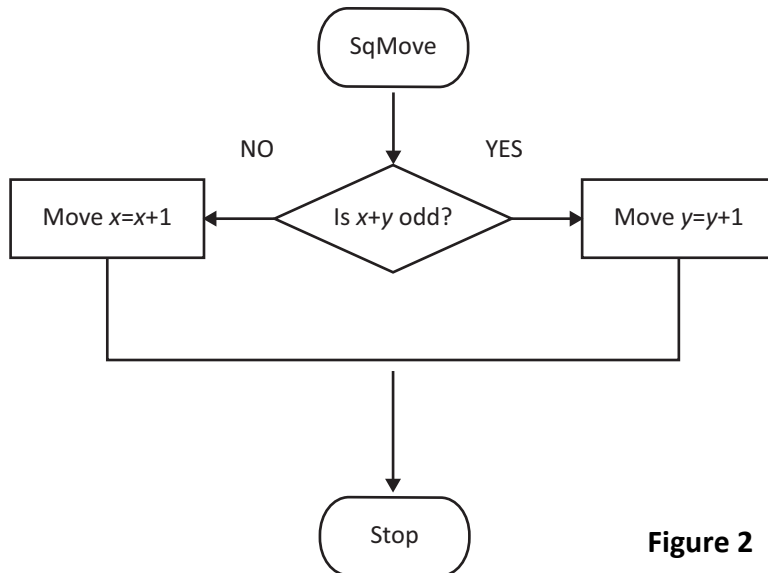 SqMove
NO
YES
Move x=x+1
Is x+y odd?
Move y=y+1
Stop
Figure 2